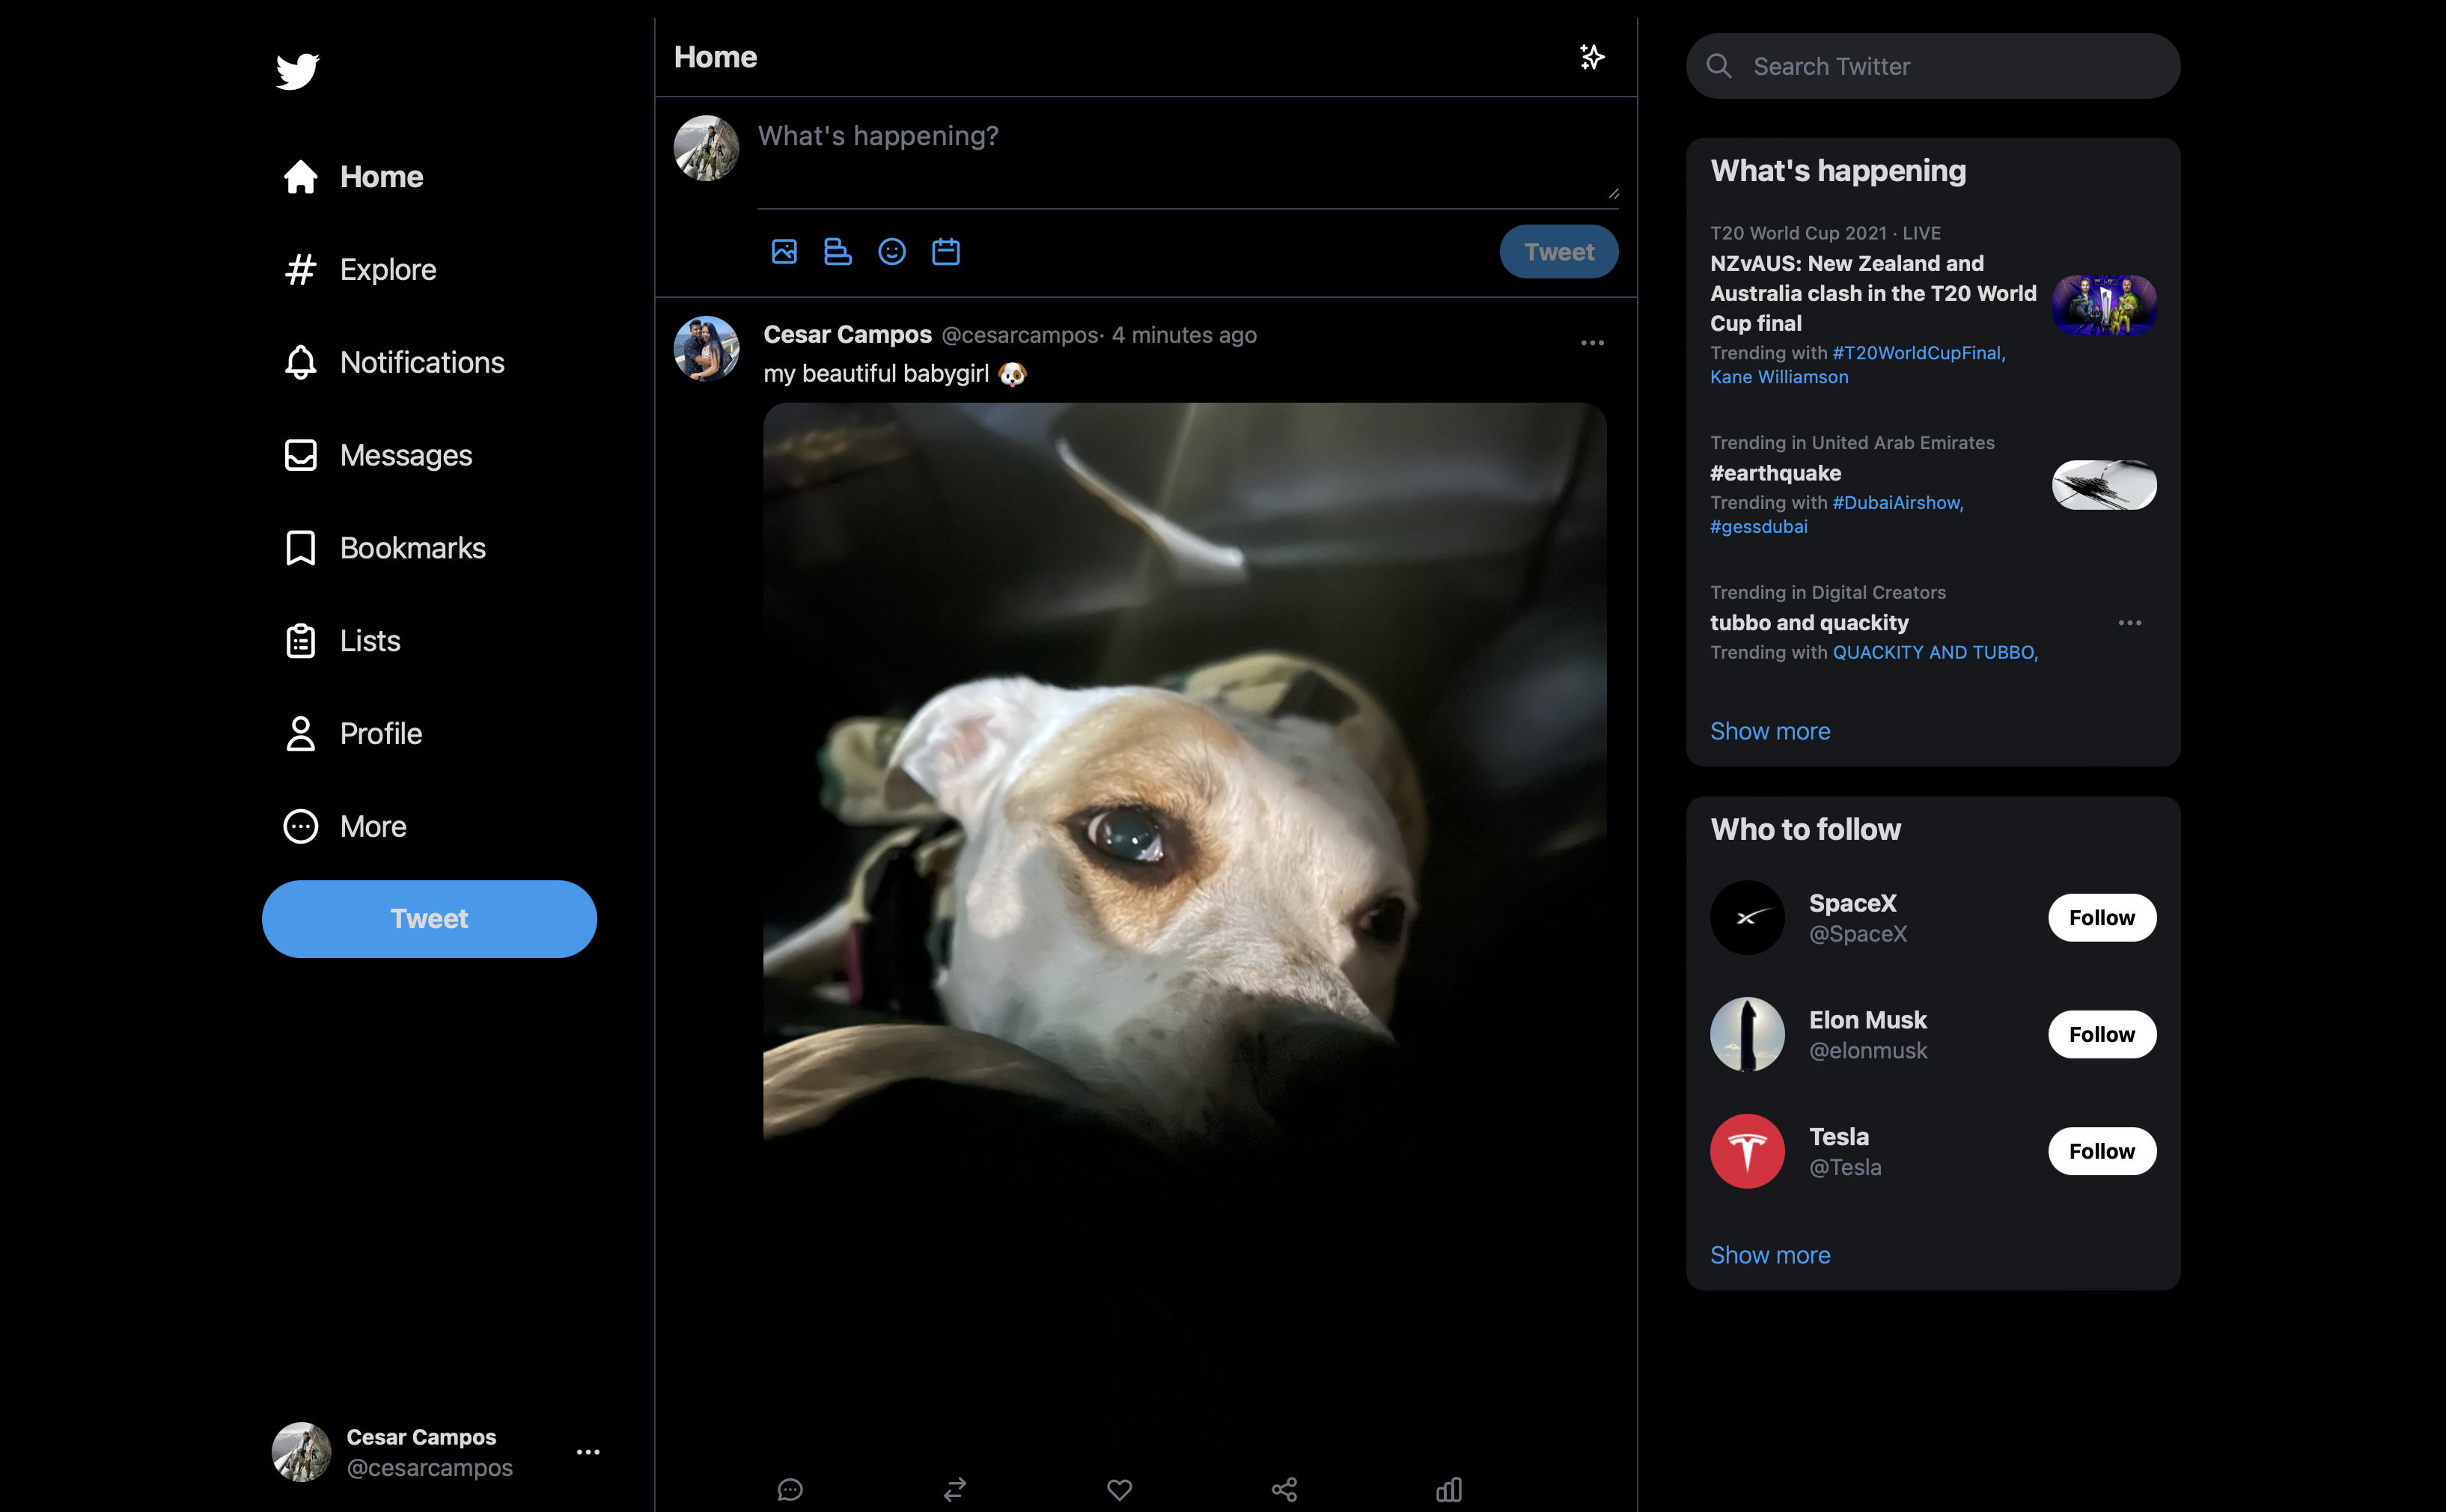 Home
Explore
Notifications
Messages
Bookmarks
Lists
Profile
More
Tweet
Cesar Campos
@cesarcampos
Home
What's happening?
Tweet
Cesar Campos @cesarcampos· 4 minutes ago
my beautiful babygirl 🐶
Search Twitter
What's happening
T20 World Cup 2021 · LIVE
NZvAUS: New Zealand and
Australia clash in the T20 World
Cup final
Trending with #T20WorldCupFinal,
Kane Williamson
Trending in United Arab Emirates
#earthquake
Trending with #DubaiAirshow,
#gessdubai
Trending in Digital Creators
tubbo and quackity
Trending with QUACKITY AND TUBBO,
Show more
Who to follow
SpaceX
@SpaceX
Follow
Elon Musk
@elonmusk
Follow
Tesla
@Tesla
Follow
Show more